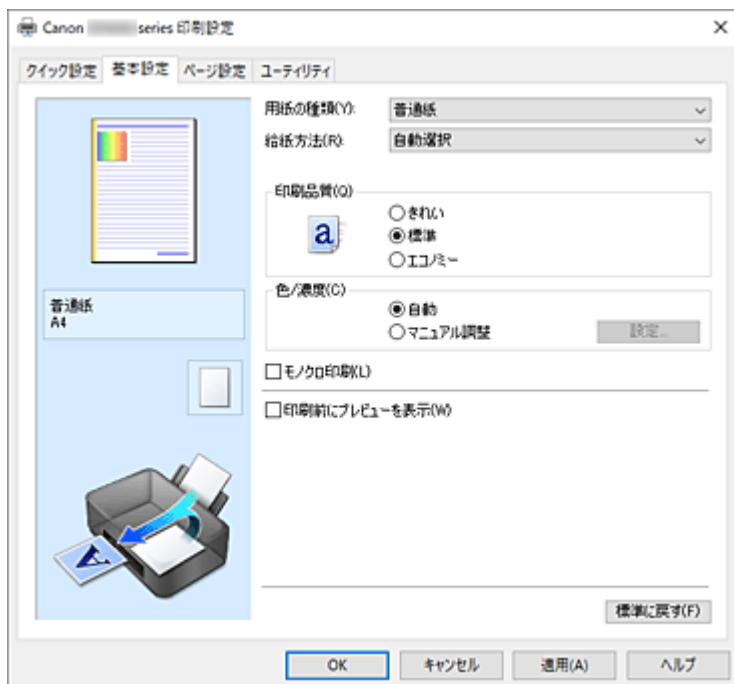 Canon series 印刷設定
クイック設定 基本設定 ページ設定 ユーティリティ
用紙の種類(Y): 普通紙
給紙方法(R): 自動選択
印刷品質(Q)
a
きれい
標準
エコノミー
色/濃度(C)
自動
マニュアル調整 設定...
モノクロ印刷(L)
印刷前にプレビューを表示(W)
普通紙
A4
A
標準に戻す(F)
OK キャンセル 適用(A) ヘルプ